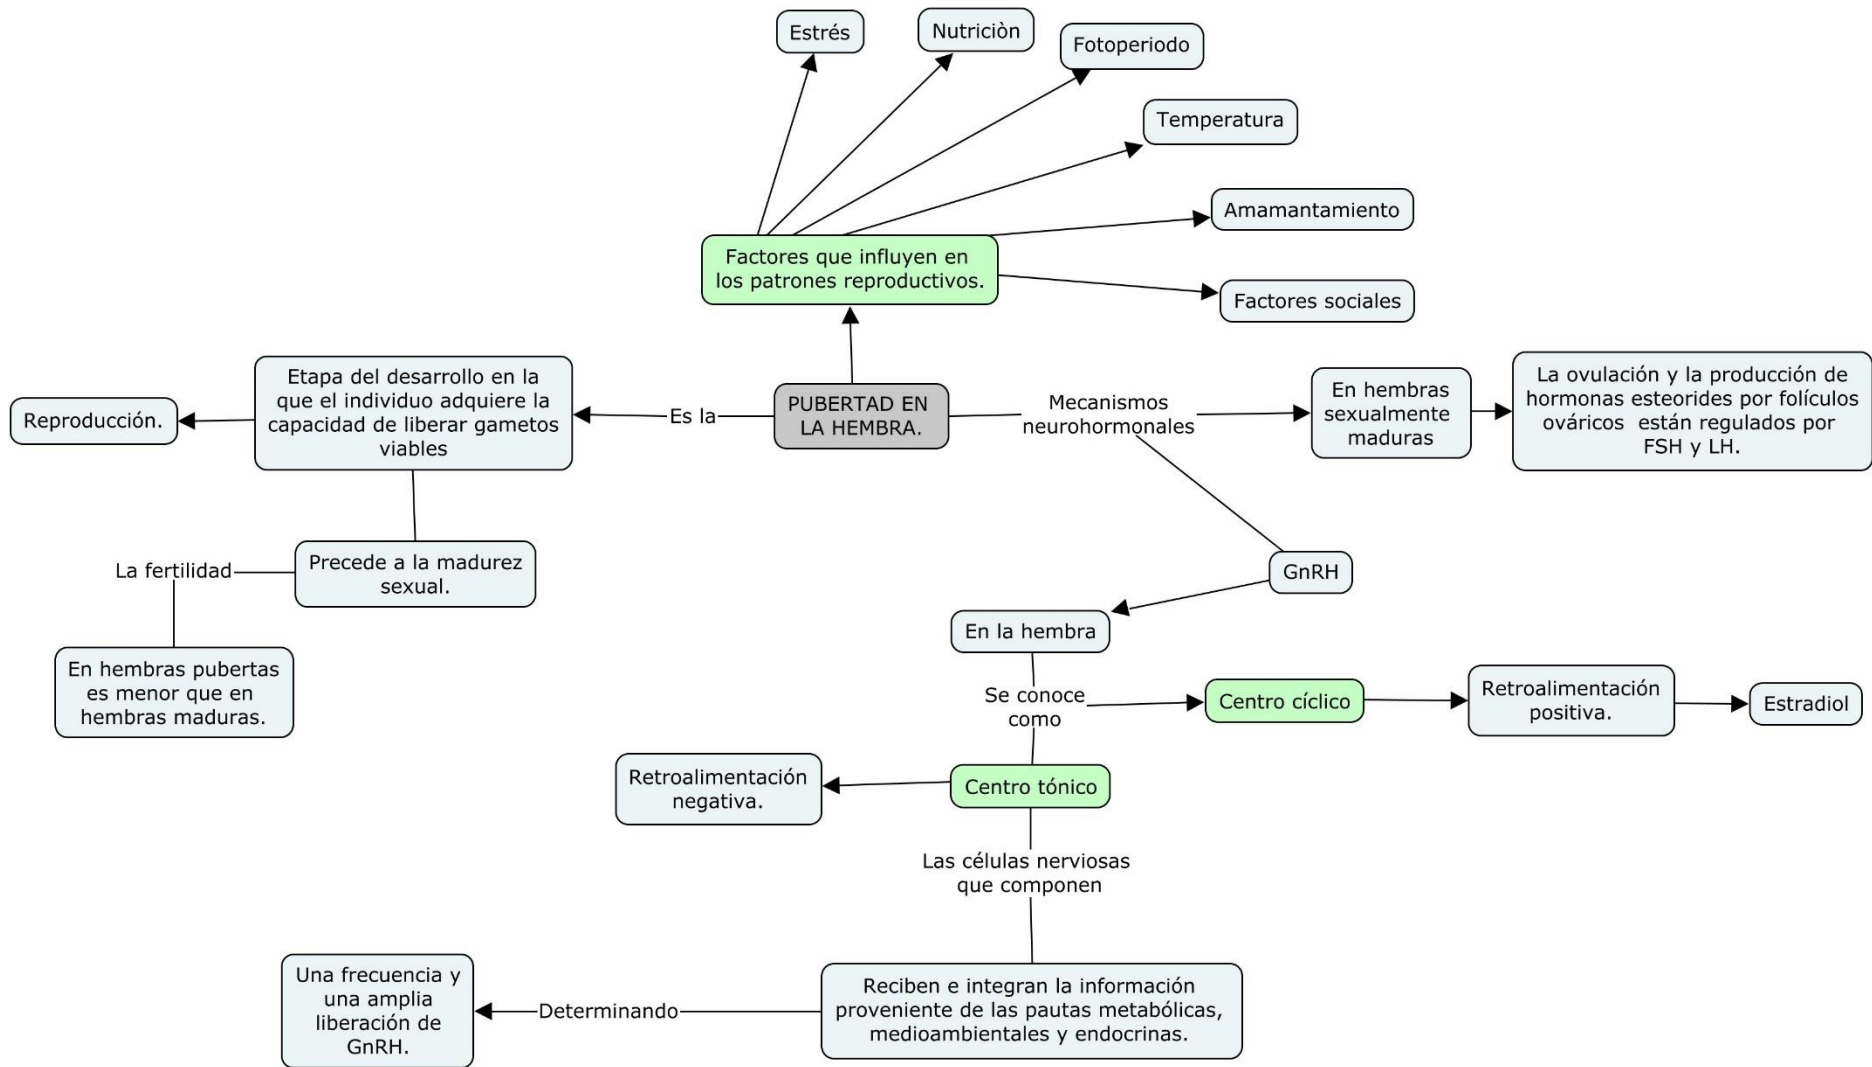 Estrés
Nutriciòn
Fotoperiodo
Temperatura
Amamantamiento
Factores que influyen en
los patrones reproductivos.
Factores sociales
Reproducción.
Etapa del desarrollo en la
que el individuo adquiere la
capacidad de liberar gametos
viables
Es la
PUBERTAD EN
LA HEMBRA.
Mecanismos
neurohormonales
En hembras
sexualmente
maduras
La ovulación y la producción de
hormonas esteorides por folículos
ováricos están regulados por
FSH y LH.
La fertilidad
Precede a la madurez
sexual.
GnRH
En hembras pubertas
es menor que en
hembras maduras.
En la hembra
Se conoce
como
Centro cíclico
Retroalimentación
positiva.
Estradiol
Retroalimentación
negativa.
Centro tónico
Las células nerviosas
que componen
Una frecuencia y
una amplia
liberación de
GnRH.
Determinando
Reciben e integran la información
proveniente de las pautas metabólicas,
medioambientales y endocrinas.